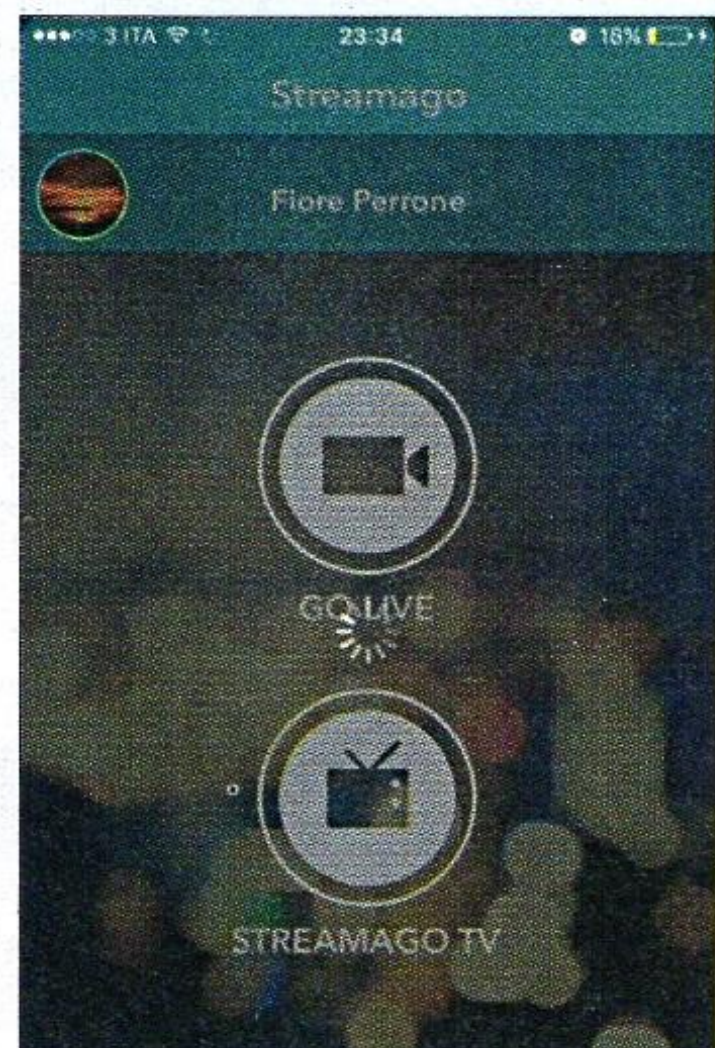 3 ITA 23:34 18%
Streamago
Fiore Perrone
GO LIVE
STREAMAGO TV